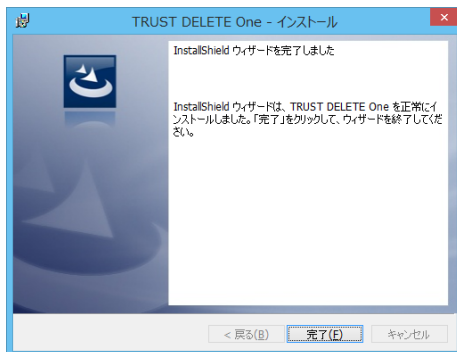 TRUST DELETE One - インストール
InstallShield ウィザードを完了しました
InstallShield ウィザードは、TRUST DELETE One を正常にイ
ンストールしました。「完了」をクリックして、ウィザードを終了してくだ
さい。
< 戻る(B)
完了(F)
キャンセル